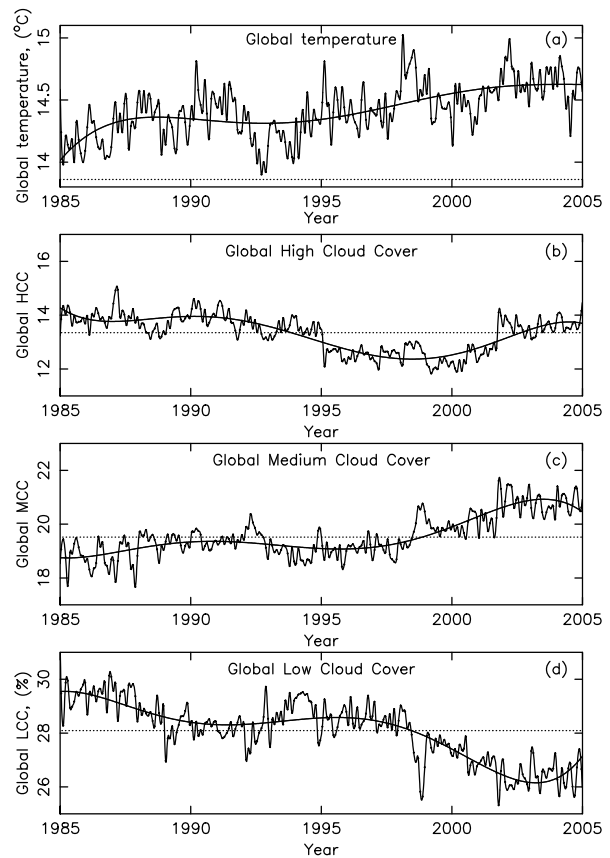 Global temperature
(a)
Global temperature, (°C)
15
14.5
14
1985
1990
1995
2000
2005
Year
Global High Cloud Cover
(b)
Global HCC
16
14
12
1985
1990
1995
2000
2005
Year
Global Medium Cloud Cover
(c)
Global MCC
22
20
18
1985
1990
1995
2000
2005
Year
Global Low Cloud Cover
(d)
Global LCC, (%)
30
28
26
1985
1990
1995
2000
2005
Year